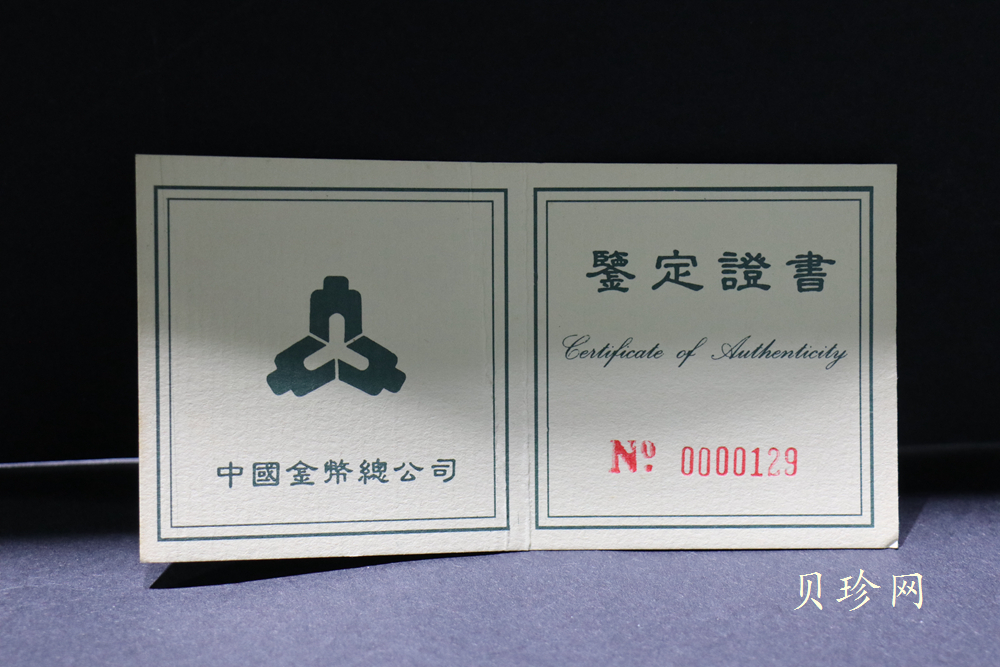 中國金幣總公司
鑒定證書
Certificate of Authenticity
Nº. 0000129
贝珍网